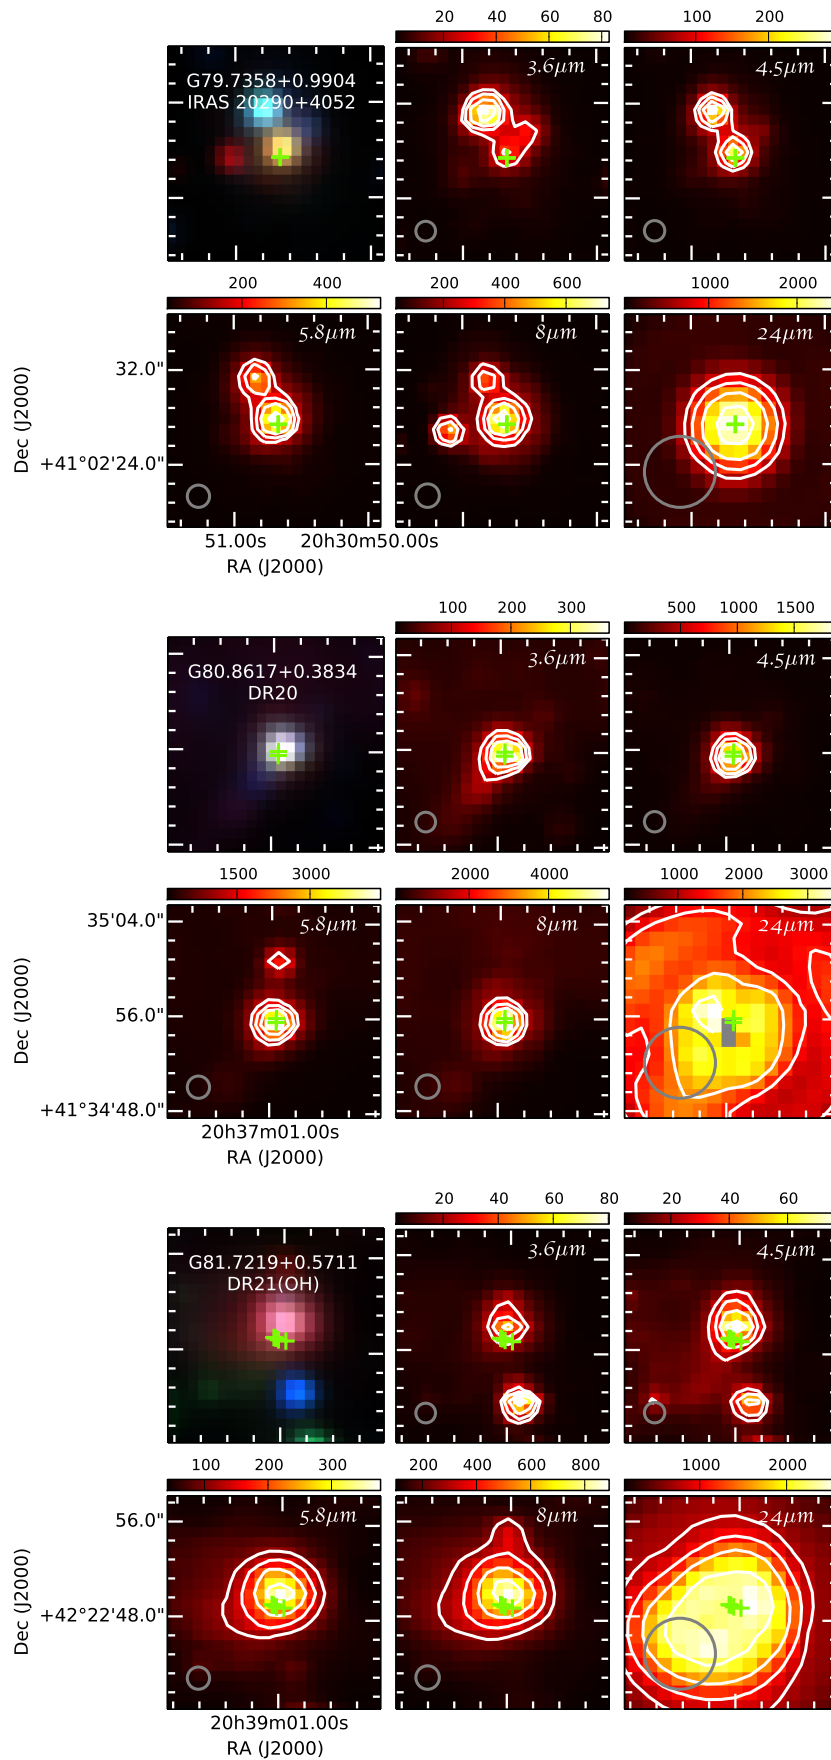 20 40 60 80
100 200
G79.7358+0.9904
IRAS 20290+4052
3.6μm
4.5μm
200 400
200 400 600
1000 2000
5.8μm
8μm
24μm
32.0"
+41°02'24.0"
Dec (J2000)
51.00s 20h30m50.00s
RA (J2000)
100 200 300
500 1000 1500
G80.8617+0.3834
DR20
3.6μm
4.5μm
1500 3000
2000 4000
1000 2000 3000
5.8μm
8μm
24μm
35'04.0"
56.0"
+41°34'48.0"
Dec (J2000)
20h37m01.00s
RA (J2000)
20 40 60 80
20 40 60
G81.7219+0.5711
DR21(OH)
3.6μm
4.5μm
100 200 300
200 400 600 800
1000 2000
5.8μm
8μm
24μm
56.0"
+42°22'48.0"
Dec (J2000)
20h39m01.00s
RA (J2000)